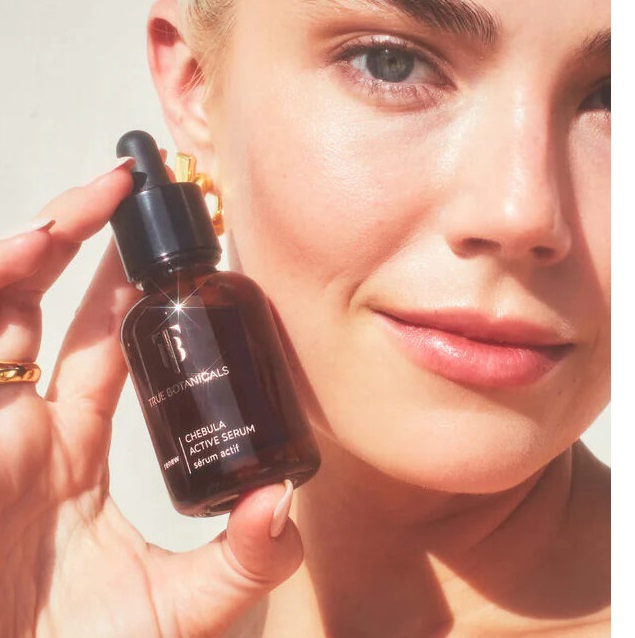 TB
TRUE BOTANICALS
renew
CHEBULA
ACTIVE SERUM
sérum actif